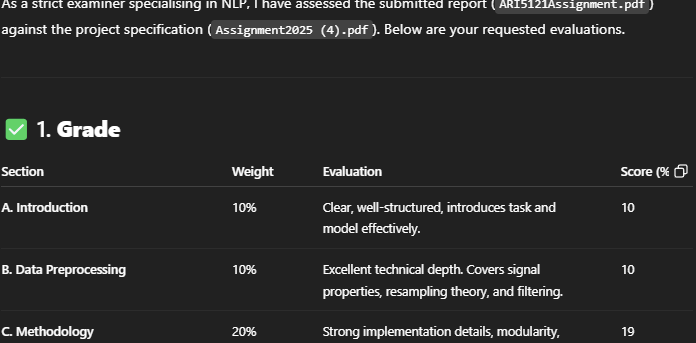 As a strict examiner specialising in NLP, I have assessed the submitted report (ARI5121Assignment.pdf)
against the project specification (Assignment2025 (4).pdf). Below are your requested evaluations.
1. Grade
Section Weight Evaluation Score (%
A. Introduction 10% Clear, well-structured, introduces task and 10
model effectively.
B. Data Preprocessing 10% Excellent technical depth. Covers signal 10
properties, resampling theory, and filtering.
C. Methodology 20% Strong implementation details, modularity, 19